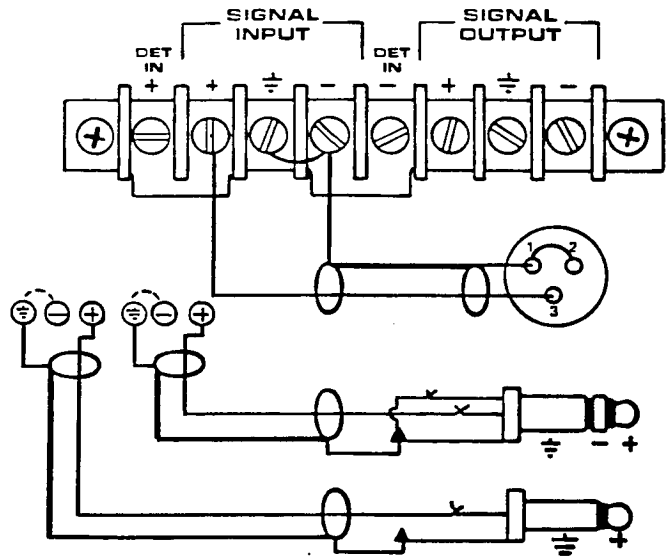 SIGNAL INPUT
SIGNAL OUTPUT
DET IN
DET IN
+ + ⏚ − − + ⏚ −
1 2
3
⏚ − + ⏚ − +
⏚ − +
⏚ +